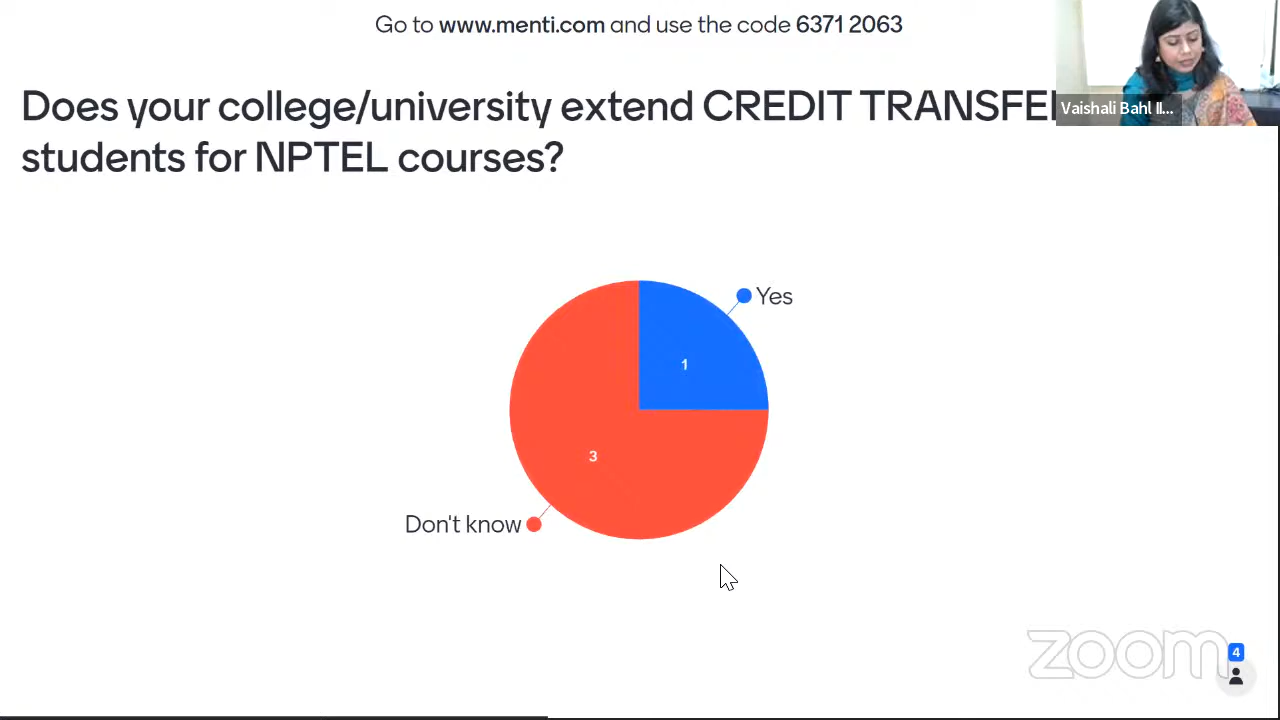 Go to www.menti.com and use the code 6371 2063
Does your college/university extend CREDIT
students for NPTEL courses?
Vaishali Bahl II...
Yes
1
3
Don't know
zoom
4